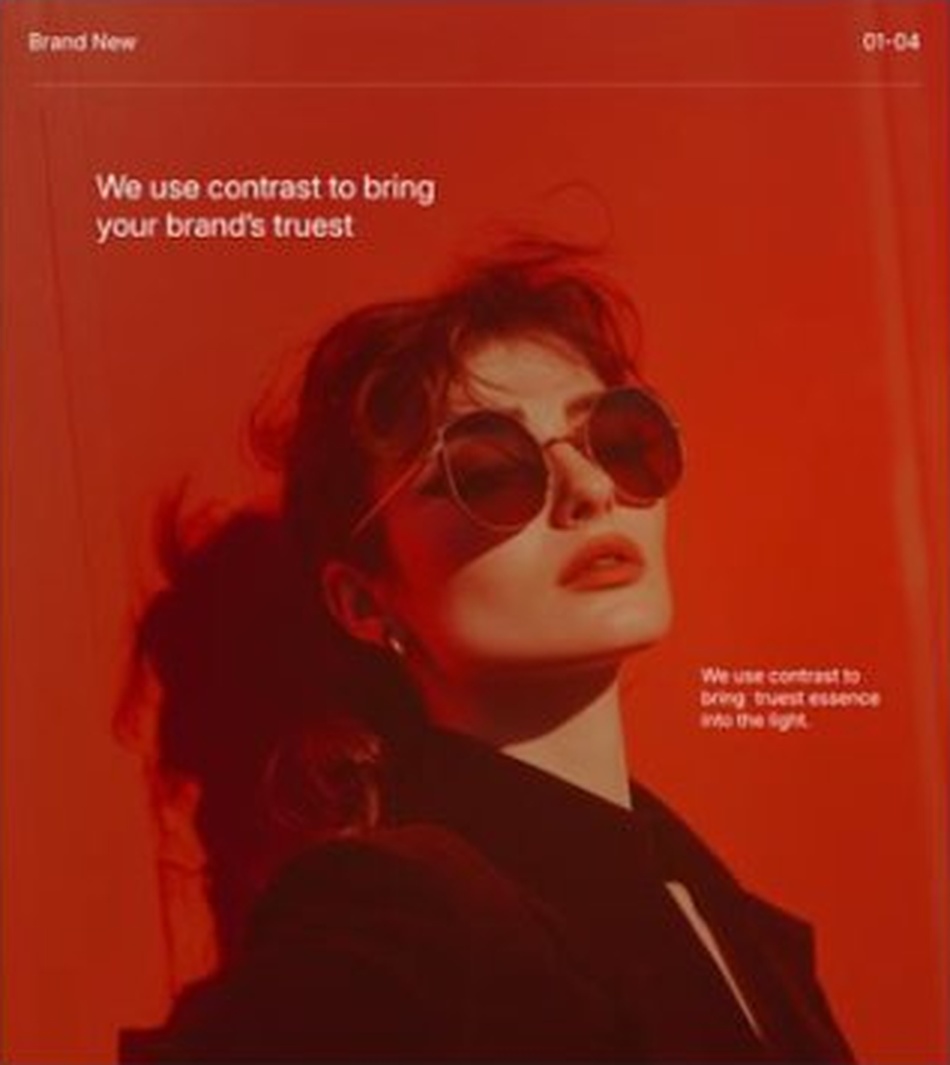 Brand New
01-04
We use contrast to bring
your brand's truest
We use contrast to
bring truest essence
into the light.